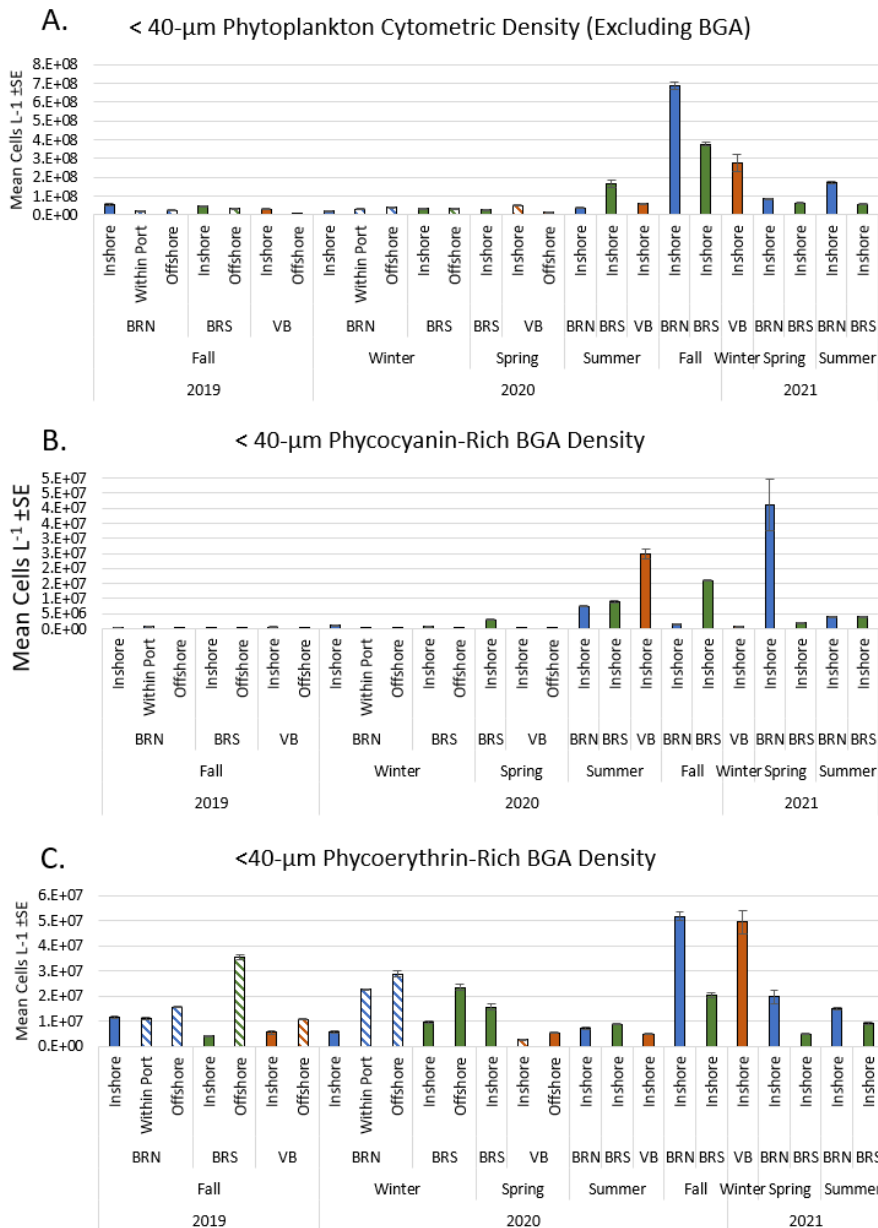 A.
< 40-µm Phytoplankton Cytometric Density (Excluding BGA)
Mean Cells L-1 ±SE
8.E+08
7.E+08
6.E+08
5.E+08
4.E+08
3.E+08
2.E+08
1.E+08
0.E+00
Inshore Within Port Offshore Inshore Offshore Inshore Offshore Inshore Within Port Offshore Inshore Offshore Inshore Inshore Offshore Inshore Inshore Inshore Inshore Inshore Inshore Inshore Inshore Inshore Inshore
BRN BRS VB BRN BRS BRS VB BRN BRS VB BRN BRS VB BRN BRS BRN BRS
Fall Winter Spring Summer Fall Winter Spring Summer
2019 2020 2021
B.
< 40-µm Phycocyanin-Rich BGA Density
Mean Cells L⁻¹ ±SE
5.E+07
5.E+07
4.E+07
4.E+07
3.E+07
3.E+07
2.E+07
2.E+07
1.E+07
5.E+06
0.E+00
Inshore Within Port Offshore Inshore Offshore Inshore Offshore Inshore Within Port Offshore Inshore Offshore Inshore Inshore Offshore Inshore Inshore Inshore Inshore Inshore Inshore Inshore Inshore Inshore Inshore
BRN BRS VB BRN BRS BRS VB BRN BRS VB BRN BRS VB BRN BRS BRN BRS
Fall Winter Spring Summer Fall Winter Spring Summer
2019 2020 2021
C.
<40-µm Phycoerythrin-Rich BGA Density
Mean Cells L-1 ±SE
6.E+07
5.E+07
4.E+07
3.E+07
2.E+07
1.E+07
0.E+00
Inshore Within Port Offshore Inshore Offshore Inshore Offshore Inshore Within Port Offshore Inshore Offshore Inshore Inshore Offshore Inshore Inshore Inshore Inshore Inshore Inshore Inshore Inshore Inshore Inshore
BRN BRS VB BRN BRS BRS VB BRN BRS VB BRN BRS VB BRN BRS BRN BRS
Fall Winter Spring Summer Fall Winter Spring Summer
2019 2020 2021